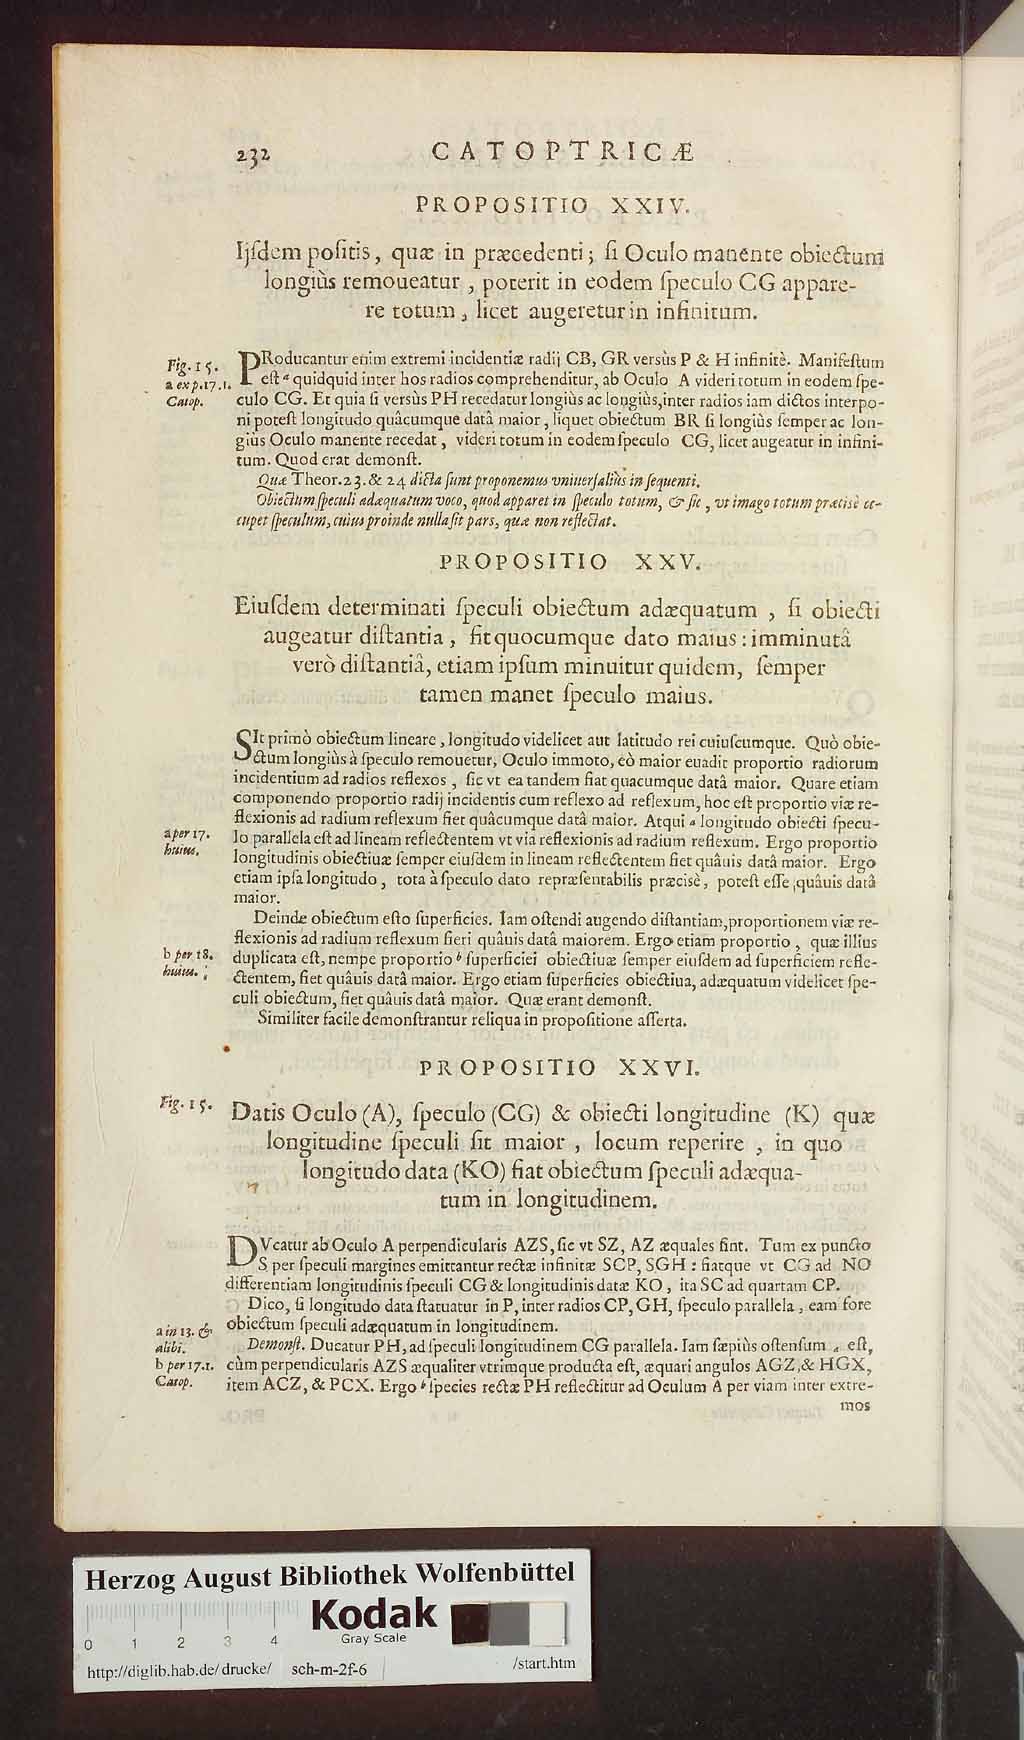 232 CATOPTRICÆ
PROPOSITIO XXIV.
Ijſdem poſitis, quæ in præcedenti; ſi Oculo manente obiectum
longiùs remoueatur, poterit in eodem ſpeculo CG appare-
re totum, licet augeretur in infinitum.
Fig. 15.
a ex p.17.1.
Catop.
PRoducantur enim extremi incidentiæ radij CB, GR versùs P & H infinitè. Manifeſtum
eſt a quidquid inter hos radios comprehenditur, ab Oculo A videri totum in eodem ſpe-
culo CG. Et quia ſi versùs PH recedatur longiùs ac longiùs, inter radios iam dictos interpo-
ni poteſt longitudo quâcumque datâ maior, liquet obiectum BR ſi longiùs ſemper ac lon-
giùs Oculo manente recedat, videri totum in eodem ſpeculo CG, licet augeatur in infini-
tum. Quod erat demonſt.
Quæ Theor.23. & 24 dicta ſunt proponemus vniuerſaliùs in ſequenti.
Obiectum ſpeculi adæquatum voco, quod apparet in ſpeculo totum, & ſic, vt imago totum præcisè oc-
cupet ſpeculum, cuius proinde nulla ſit pars, quæ non reflectat.
PROPOSITIO XXV.
Eiuſdem determinati ſpeculi obiectum adæquatum, ſi obiecti
augeatur diſtantia, fit quocumque dato maius: imminutâ
verò diſtantiâ, etiam ipſum minuitur quidem, ſemper
tamen manet ſpeculo maius.
SIt primò obiectum lineare, longitudo videlicet aut latitudo rei cuiuſcumque. Quò obie-
ctum longiùs à ſpeculo remouetur, Oculo immoto, eò maior euadit proportio radiorum
incidentium ad radios reflexos, ſic vt ea tandem fiat quacumque datâ maior. Quare etiam
componendo proportio radij incidentis cum reflexo ad reflexum, hoc eſt proportio viæ re-
flexionis ad radium reflexum fiet quâcumque datâ maior. Atqui a longitudo obiecti ſpecu-
a per 17.
huius.
lo parallela eſt ad lineam reflectentem vt via reflexionis ad radium reflexum. Ergo proportio
longitudinis obiectiuæ ſemper eiuſdem in lineam reflectentem fiet quâuis datâ maior. Ergo
etiam ipſa longitudo, tota à ſpeculo dato repræſentabilis præcisè, poteſt eſſe quâuis datâ
maior.
Deinde obiectum eſto ſuperficies. Iam oſtendi augendo diſtantiam, proportionem viæ re-
flexionis ad radium reflexum fieri quâuis datâ maiorem. Ergo etiam proportio, quæ illius
b per 18.
huius.
duplicata eſt, nempe proportio b ſuperficiei obiectiuæ ſemper eiuſdem ad ſuperficiem refle-
ctentem, fiet quâuis datâ maior. Ergo etiam ſuperficies obiectiua, adæquatum videlicet ſpe-
culi obiectum, fiet quâuis datâ maior. Quæ erant demonſt.
Similiter facile demonſtrantur reliqua in propoſitione aſſerta.
PROPOSITIO XXVI.
Fig. 15.
Datis Oculo (A), ſpeculo (CG) & obiecti longitudine (K) quæ
longitudine ſpeculi ſit maior, locum reperire, in quo
longitudo data (KO) fiat obiectum ſpeculi adæqua-
tum in longitudinem.
DVcatur ab Oculo A perpendicularis AZS, ſic vt SZ, AZ æquales ſint. Tum ex puncto
S per ſpeculi margines emittantur rectæ infinitæ SCP, SGH: fiatque vt CG ad NO
differentiam longitudinis ſpeculi CG & longitudinis datæ KO, ita SC ad quartam CP.
Dico, ſi longitudo data ſtatuatur in P, inter radios CP, GH, ſpeculo parallela, eam fore
obiectum ſpeculi adæquatum in longitudinem.
a in 13. &
alibi.
b per 17.1.
Catop.
Demonſt. Ducatur PH, ad ſpeculi longitudinem CG parallela. Iam ſæpiùs oſtenſum a eſt,
cùm perpendicularis AZS æqualiter vtrimque producta eſt, æquari angulos AGZ, & HGX,
item ACZ, & PCX. Ergo b ſpecies rectæ PH reflectitur ad Oculum A per viam inter extre-
mos
Herzog August Bibliothek Wolfenbüttel
Kodak
Gray Scale
0 1 2 3 4
http://diglib.hab.de/drucke/ sch-m-2f-6 /start.htm